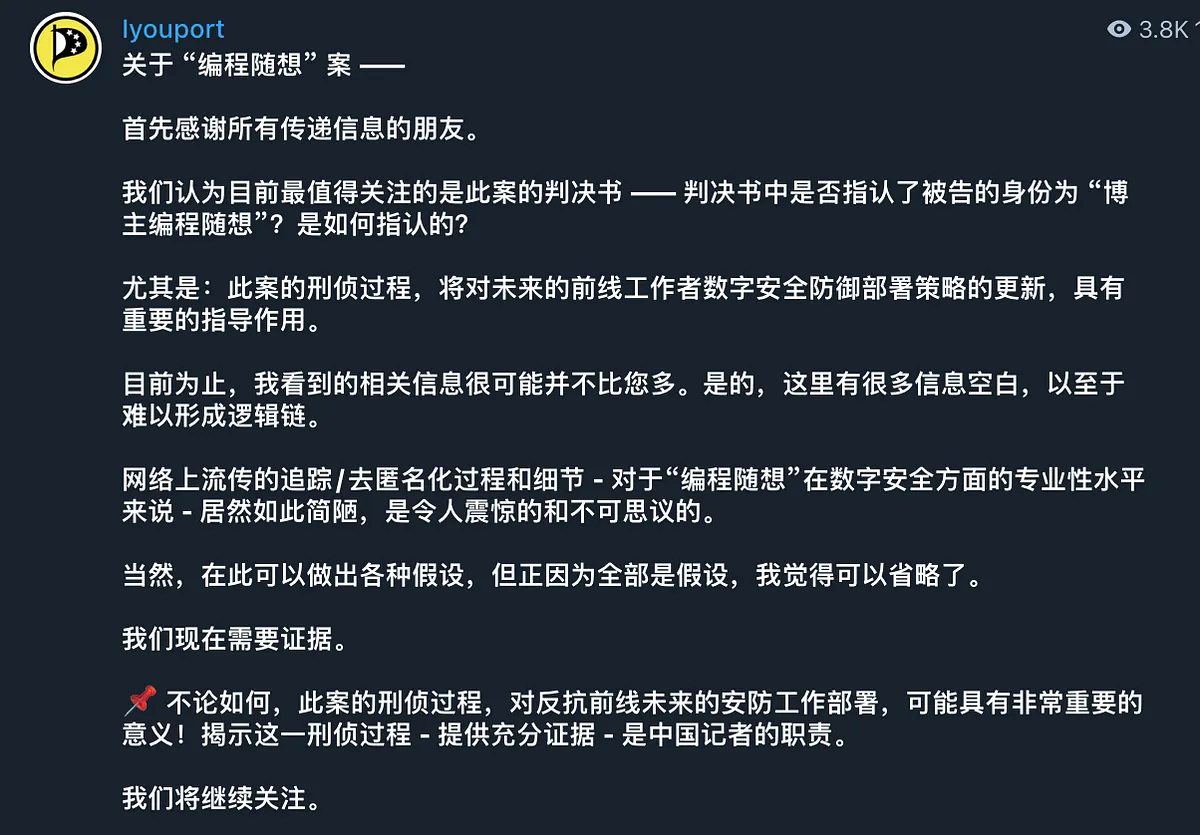 Iyouport
3.8K
关于 “编程随想” 案 ——
首先感谢所有传递信息的朋友。
我们认为目前最值得关注的是此案的判决书 —— 判决书中是否指认了被告的身份为 “博
主编程随想”？是如何指认的？
尤其是：此案的刑侦过程，将对未来的前线工作者数字安全防御部署策略的更新，具有
重要的指导作用。
目前为止，我看到的相关信息很可能并不比您多。是的，这里有很多信息空白，以至于
难以形成逻辑链。
网络上流传的追踪/去匿名化过程和细节 - 对于“编程随想”在数字安全方面的专业性水平
来说 - 居然如此简陋，是令人震惊的和不可思议的。
当然，在此可以做出各种假设，但正因为全部是假设，我觉得可以省略了。
我们现在需要证据。
📌 不论如何，此案的刑侦过程，对反抗前线未来的安防工作部署，可能具有非常重要的
意义！揭示这一刑侦过程 - 提供充分证据 - 是中国记者的职责。
我们将继续关注。